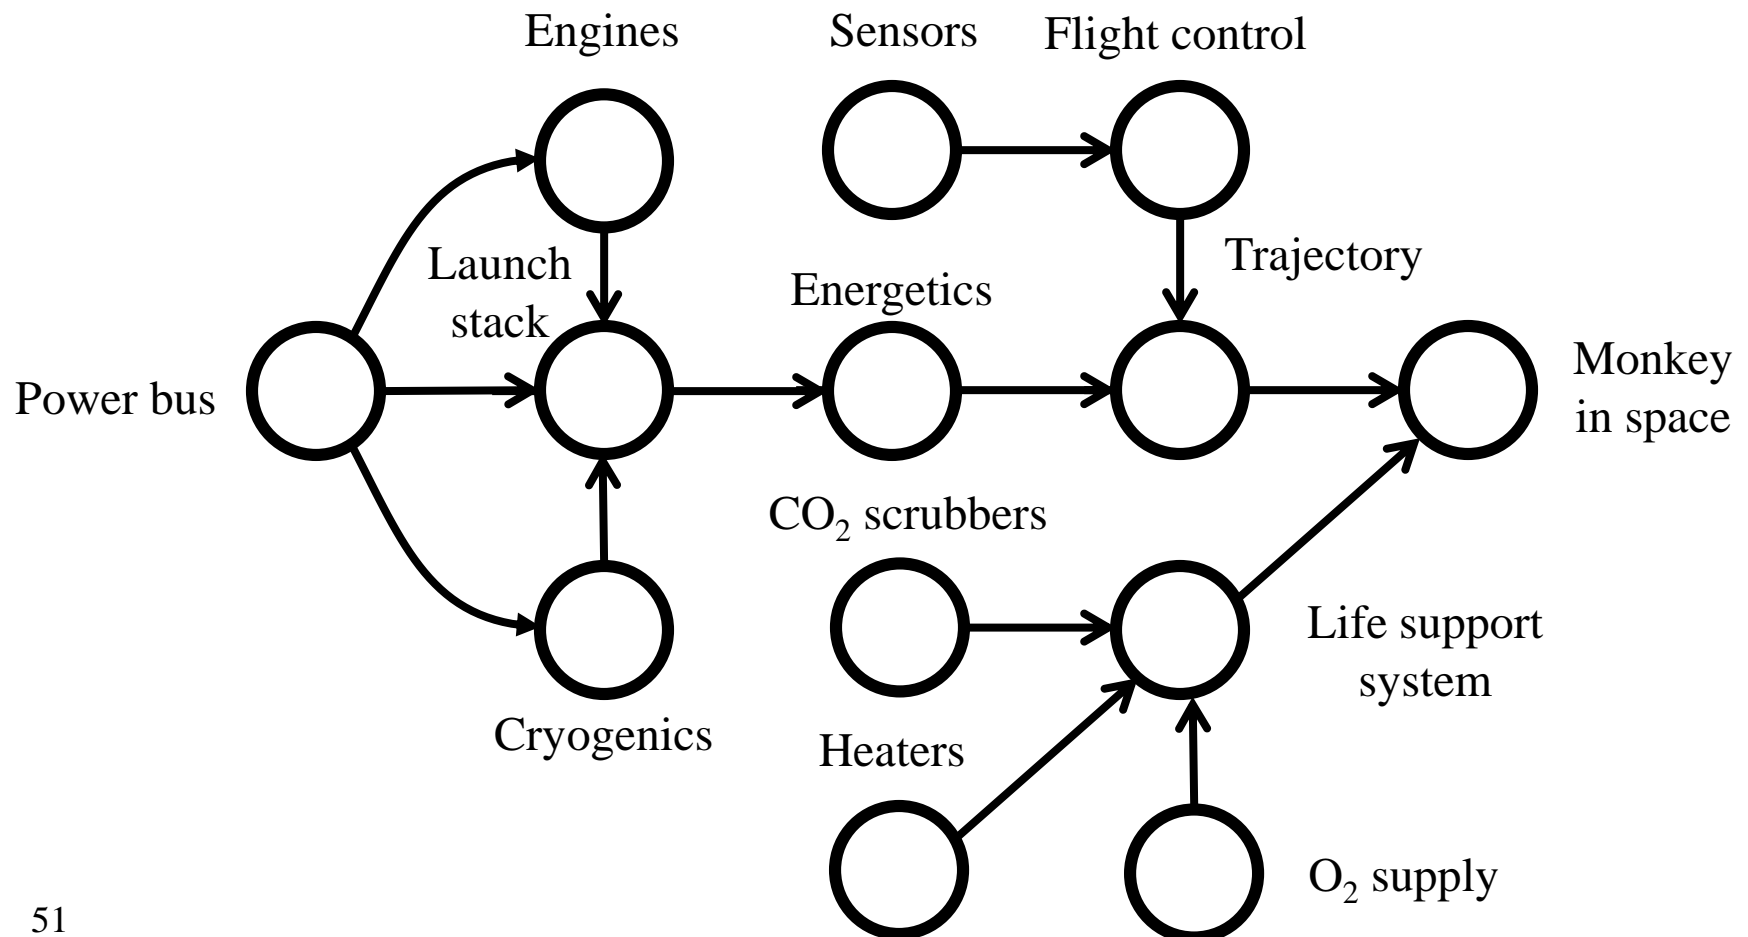 Engines
Sensors
Flight control
Launch
stack
Energetics
Trajectory
Power bus
Monkey
in space
CO₂ scrubbers
Life support
system
Cryogenics
Heaters
O₂ supply
51